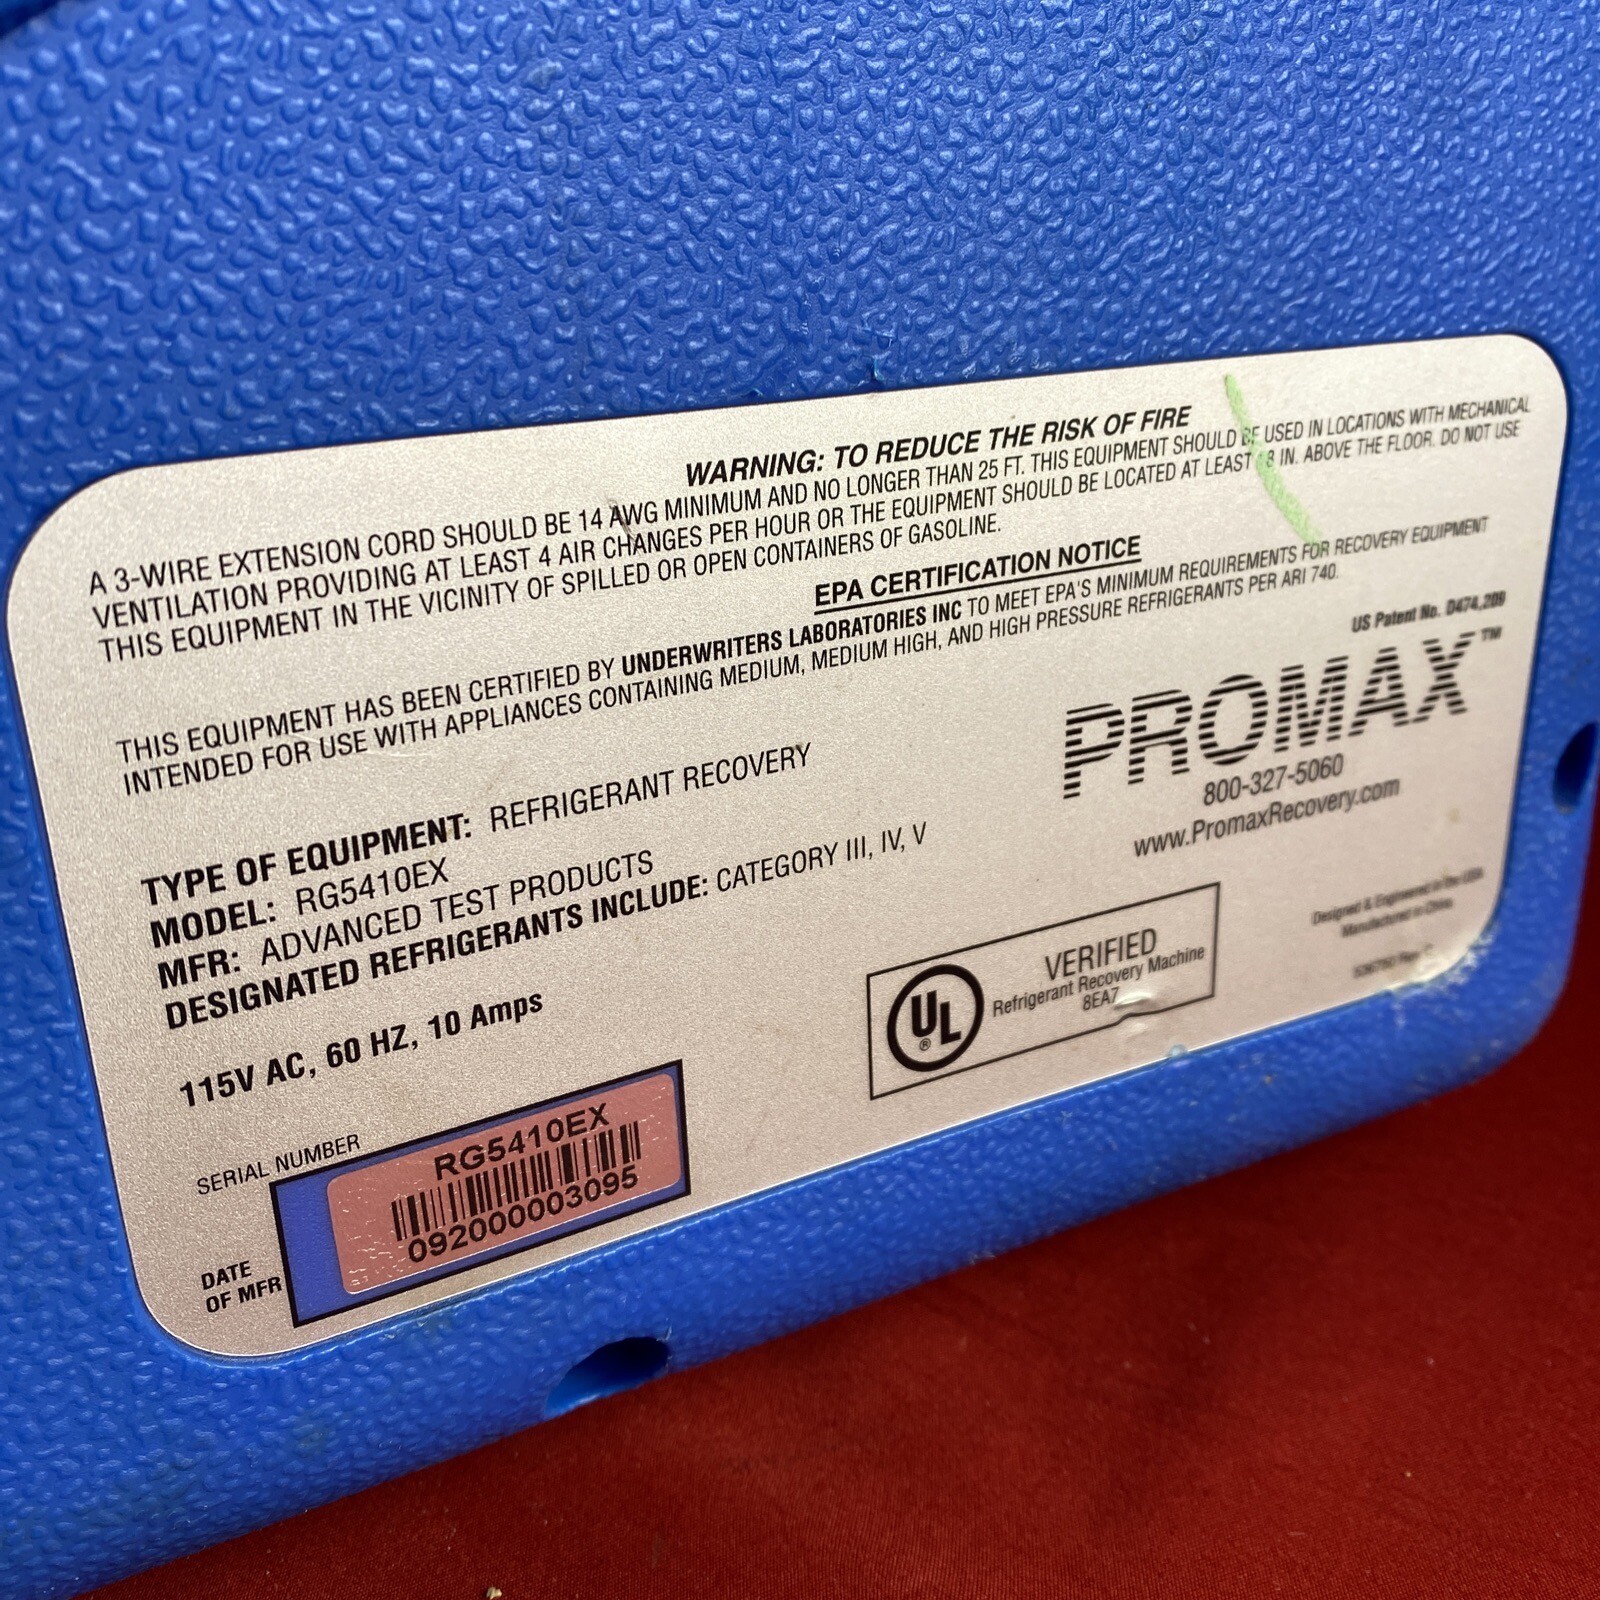 WARNING: TO REDUCE THE RISK OF FIRE
A 3-WIRE EXTENSION CORD SHOULD BE 14 AWG MINIMUM AND NO LONGER THAN 25 FT. THIS EQUIPMENT SHOULD BE USED IN LOCATIONS WITH MECHANICAL
VENTILATION PROVIDING AT LEAST 4 AIR CHANGES PER HOUR OR THE EQUIPMENT SHOULD BE LOCATED AT LEAST 18 IN. ABOVE THE FLOOR. DO NOT USE
THIS EQUIPMENT IN THE VICINITY OF SPILLED OR OPEN CONTAINERS OF GASOLINE.
EPA CERTIFICATION NOTICE
THIS EQUIPMENT HAS BEEN CERTIFIED BY UNDERWRITERS LABORATORIES INC TO MEET EPA'S MINIMUM REQUIREMENTS FOR RECOVERY EQUIPMENT
INTENDED FOR USE WITH APPLIANCES CONTAINING MEDIUM, MEDIUM HIGH, AND HIGH PRESSURE REFRIGERANTS PER ARI 740.
US Patent No. D474,209
PROMAX™
800-327-5060
www.PromaxRecovery.com
TYPE OF EQUIPMENT: REFRIGERANT RECOVERY
MODEL: RG5410EX
MFR: ADVANCED TEST PRODUCTS
DESIGNATED REFRIGERANTS INCLUDE: CATEGORY III, IV, V
115V AC, 60 HZ, 10 Amps
Designed & Engineered in the USA
Manufactured in China
UL ®
VERIFIED
Refrigerant Recovery Machine
8EA7
SERIAL NUMBER
RG5410EX
092000003095
DATE
OF MFR